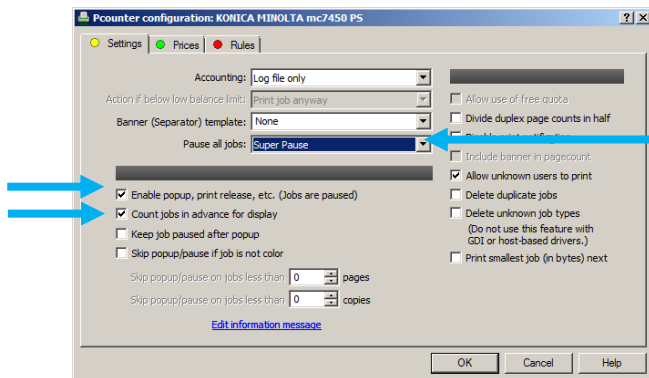 Pcounter configuration: KONICA MINOLTA mc7450 PS
Settings Prices Rules
Accounting: Log file only
Action if below low balance limit: Print job anyway
Banner (Separator) template: None
Pause all jobs: Super Pause
Enable popup, print release, etc. (Jobs are paused)
Count jobs in advance for display
Keep job paused after popup
Skip popup/pause if job is not color
Skip popup/pause on jobs less than 0 pages
Skip popup/pause on jobs less than 0 copies
Edit information message
Allow use of free quota
Divide duplex page counts in half
Include banner in pagecount
Allow unknown users to print
Delete duplicate jobs
Delete unknown job types
(Do not use this feature with
GDI or host-based drivers.)
Print smallest job (in bytes) next
OK Cancel Help